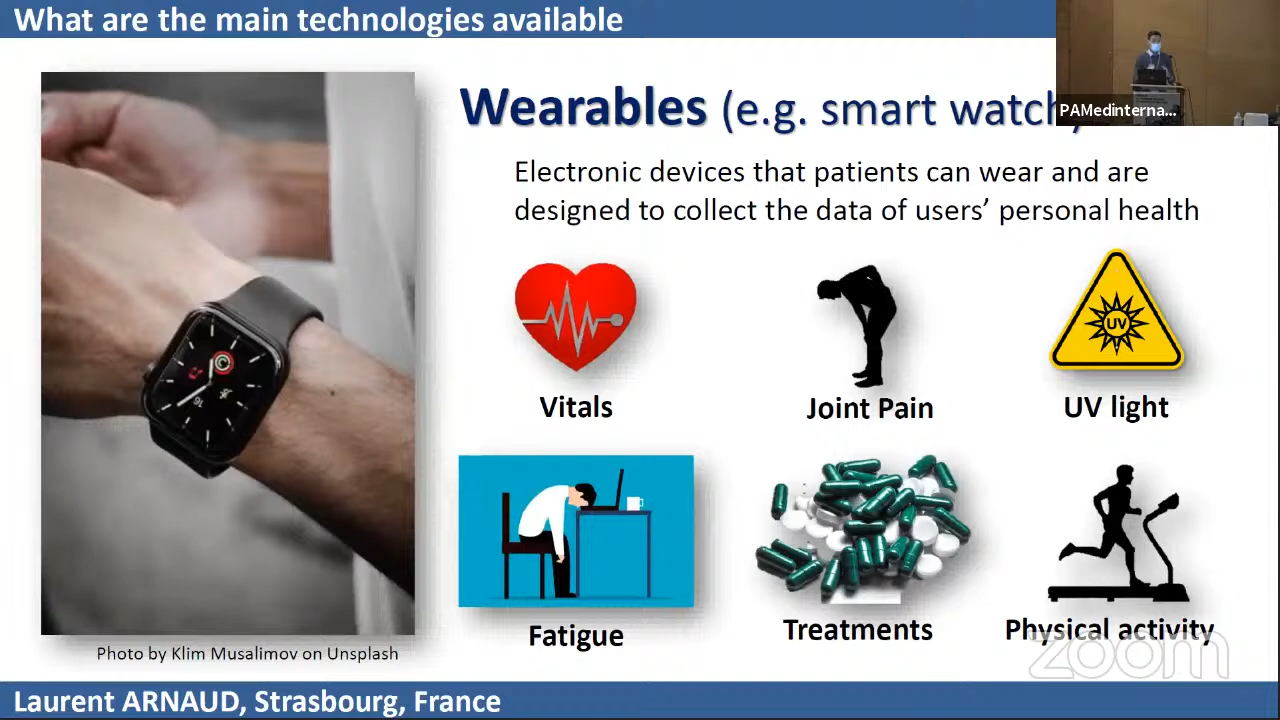 What are the main technologies available
PAMedinterna...
Wearables (e.g. smart watch)
Electronic devices that patients can wear and are
designed to collect the data of users’ personal health
UV
Vitals
Joint Pain
UV light
Fatigue
Treatments
Physical activity
Photo by Klim Musalimov on Unsplash
zoom
Laurent ARNAUD, Strasbourg, France